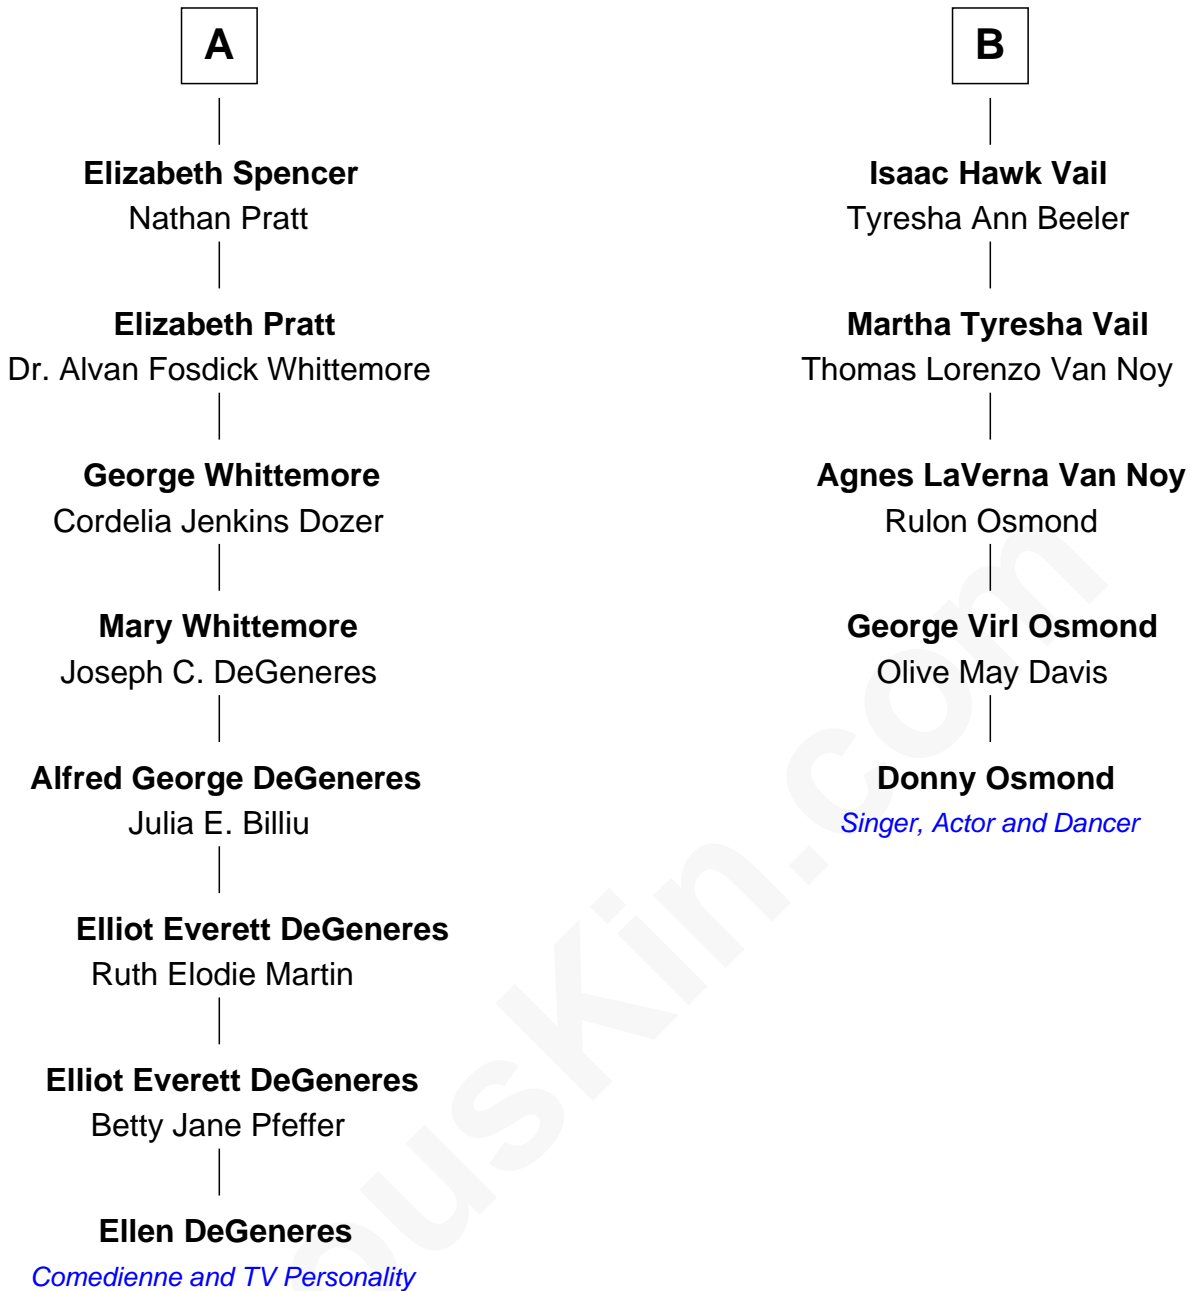 A
Elizabeth Spencer
Nathan Pratt
Elizabeth Pratt
Dr. Alvan Fosdick Whittemore
George Whittemore
Cordelia Jenkins Dozer
Mary Whittemore
Joseph C. DeGeneres
Alfred George DeGeneres
Julia E. Billiu
Elliot Everett DeGeneres
Ruth Elodie Martin
Elliot Everett DeGeneres
Betty Jane Pfeffer
Ellen DeGeneres
Comedienne and TV Personality
B
Isaac Hawk Vail
Tyresha Ann Beeler
Martha Tyresha Vail
Thomas Lorenzo Van Noy
Agnes LaVerna Van Noy
Rulon Osmond
George Virl Osmond
Olive May Davis
Donny Osmond
Singer, Actor and Dancer
ousKin.com